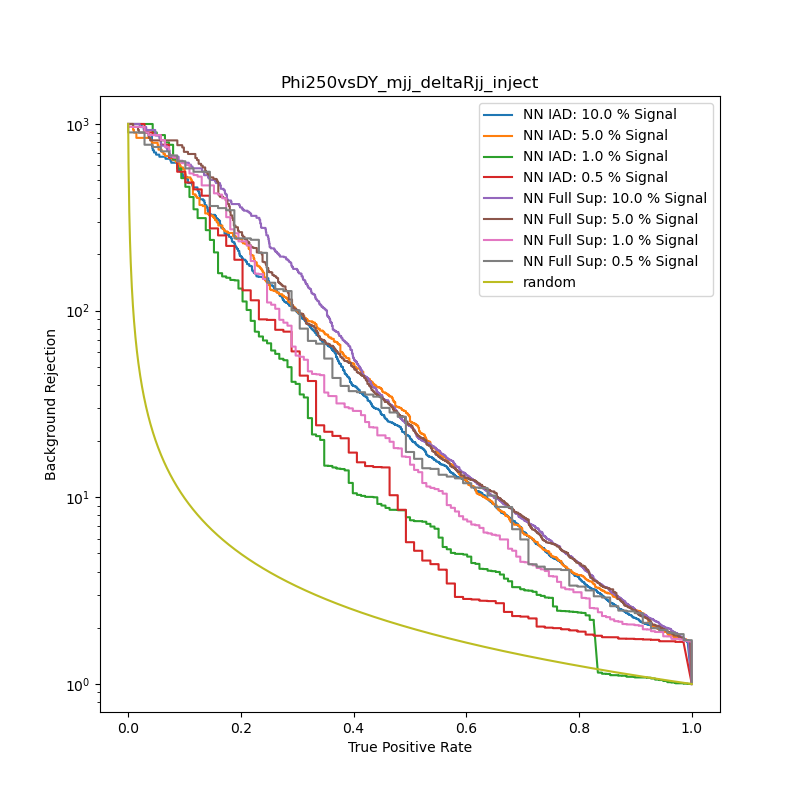 Phi250vsDY_mjj_deltaRjj_inject
NN IAD: 10.0 % Signal
NN IAD: 5.0 % Signal
NN IAD: 1.0 % Signal
NN IAD: 0.5 % Signal
NN Full Sup: 10.0 % Signal
NN Full Sup: 5.0 % Signal
NN Full Sup: 1.0 % Signal
NN Full Sup: 0.5 % Signal
random
Background Rejection
10³
10²
10¹
10⁰
0.0 0.2 0.4 0.6 0.8 1.0
True Positive Rate